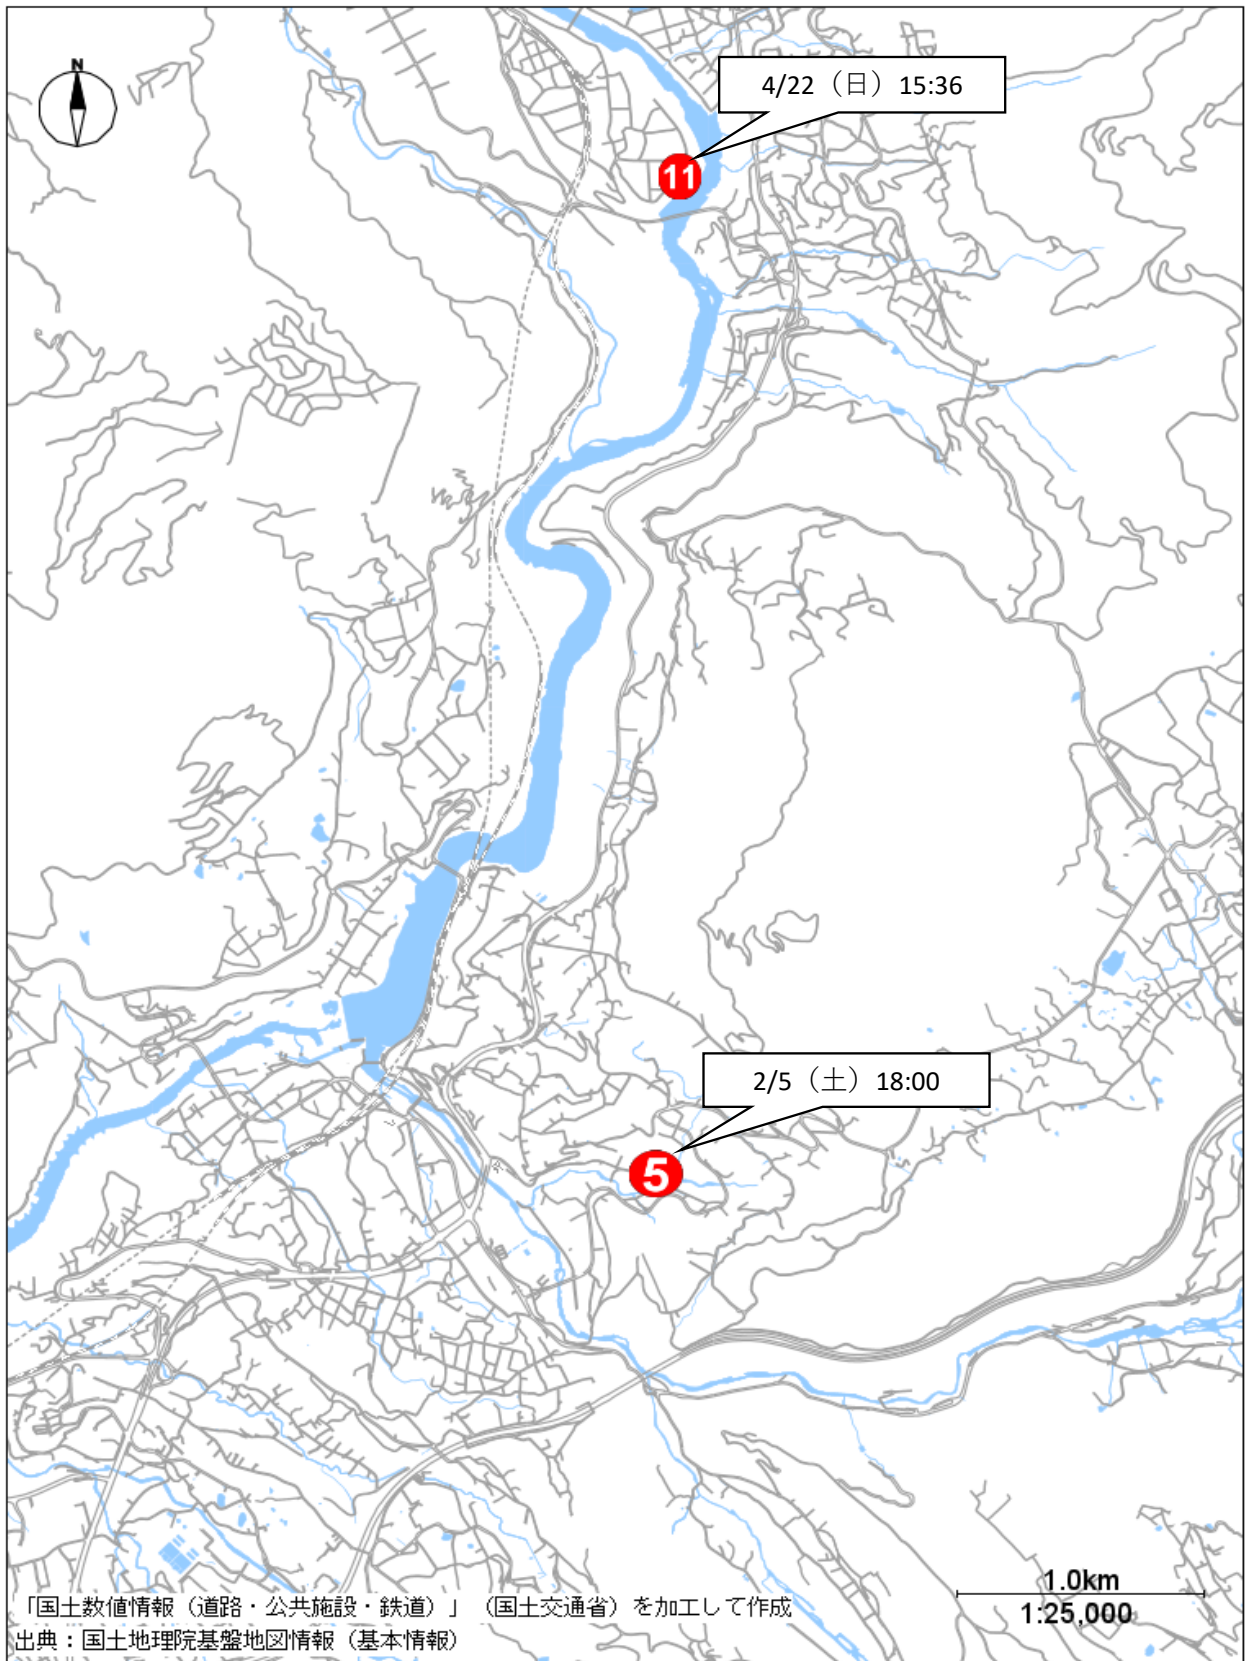 N
4/22（日）15:36
11
2/5（土）18:00
5
1.0km
1:25,000
「国土数値情報（道路・公共施設・鉄道）」（国土交通省）を加工して作成
出典：国土地理院基盤地図情報（基本情報）